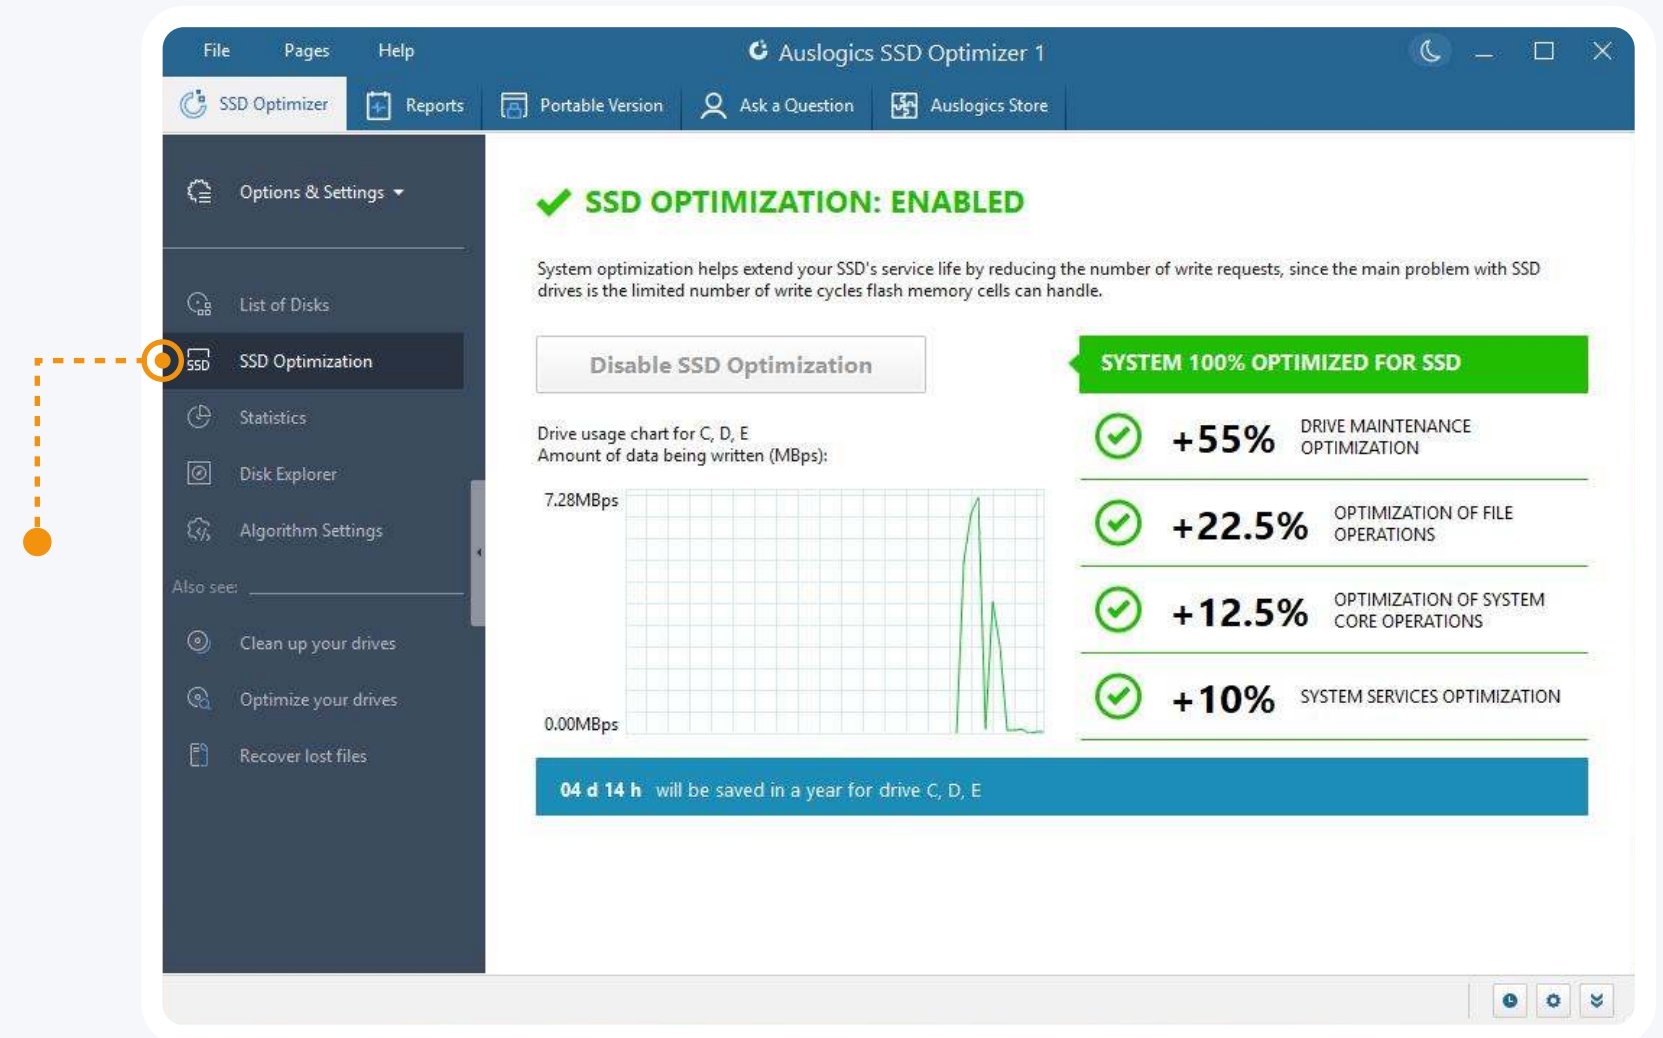 File Pages Help
Auslogics SSD Optimizer 1
SSD Optimizer Reports Portable Version Ask a Question Auslogics Store
Options & Settings
List of Disks
SSD
SSD Optimization
Statistics
Disk Explorer
Algorithm Settings
Also see:
Clean up your drives
Optimize your drives
Recover lost files
SSD OPTIMIZATION: ENABLED
System optimization helps extend your SSD's service life by reducing the number of write requests, since the main problem with SSD
drives is the limited number of write cycles flash memory cells can handle.
Disable SSD Optimization
Drive usage chart for C, D, E
Amount of data being written (MBps):
7.28MBps
0.00MBps
SYSTEM 100% OPTIMIZED FOR SSD
+55% DRIVE MAINTENANCE
OPTIMIZATION
+22.5% OPTIMIZATION OF FILE
OPERATIONS
+12.5% OPTIMIZATION OF SYSTEM
CORE OPERATIONS
+10% SYSTEM SERVICES OPTIMIZATION
04 d 14 h will be saved in a year for drive C, D, E